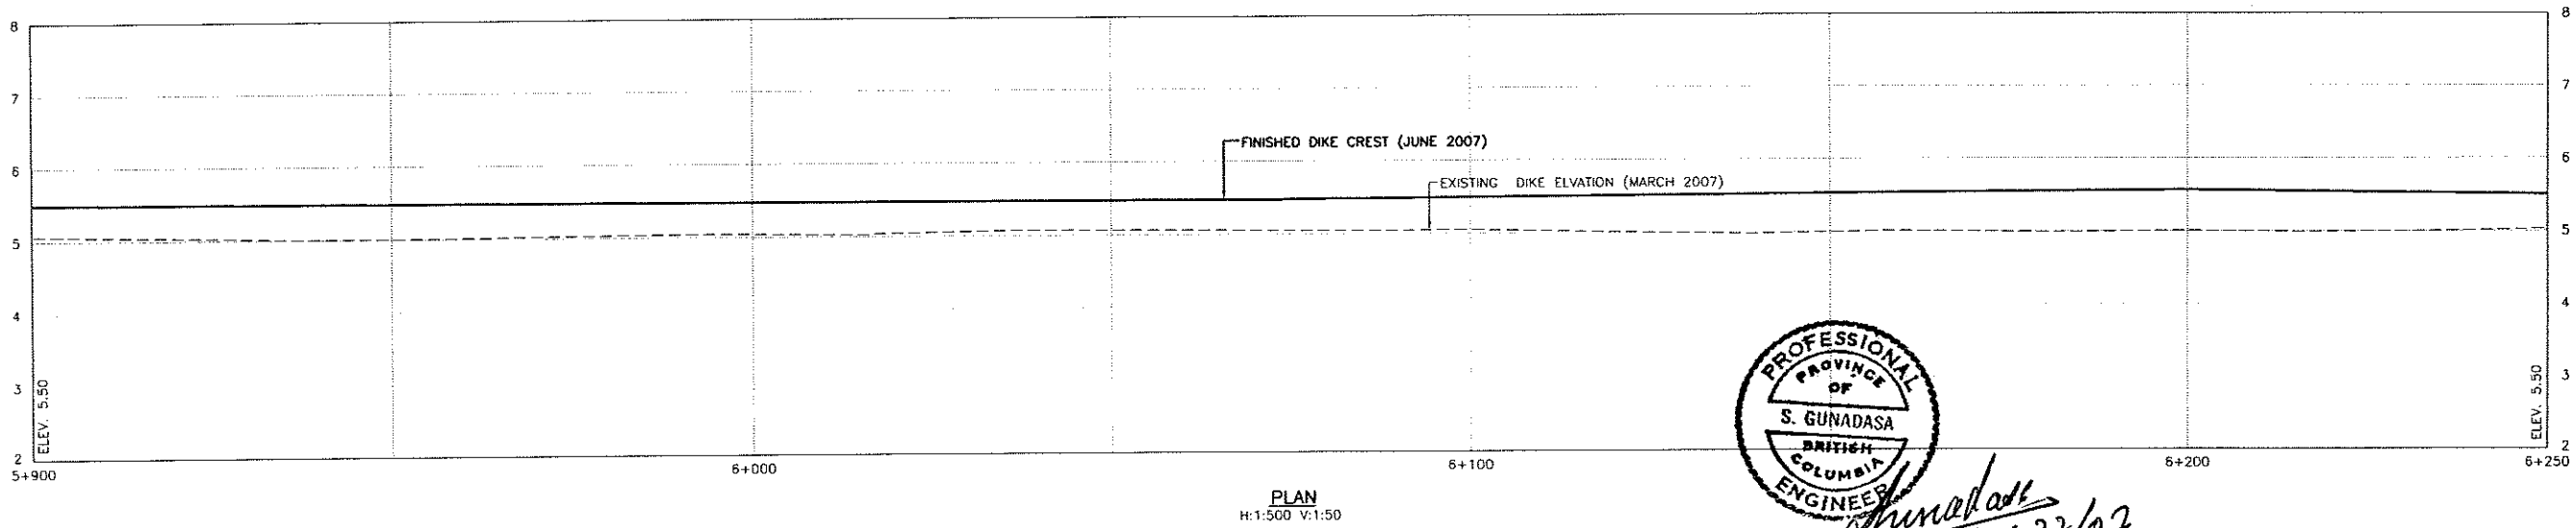 8
8
7
7
FINISHED DIKE CREST (JUNE 2007)
6
6
EXISTING DIKE ELVATION (MARCH 2007)
5
5
4
4
3
3
ELEV. 5.50
ELEV. 5.50
2
2
5+900
6+000
6+100
6+200
6+250
PLAN
H:1:500 V:1:50
PROFESSIONAL
PROVINCE
OF
S. GUNADASA
BRITISH
COLUMBIA
ENGINEER